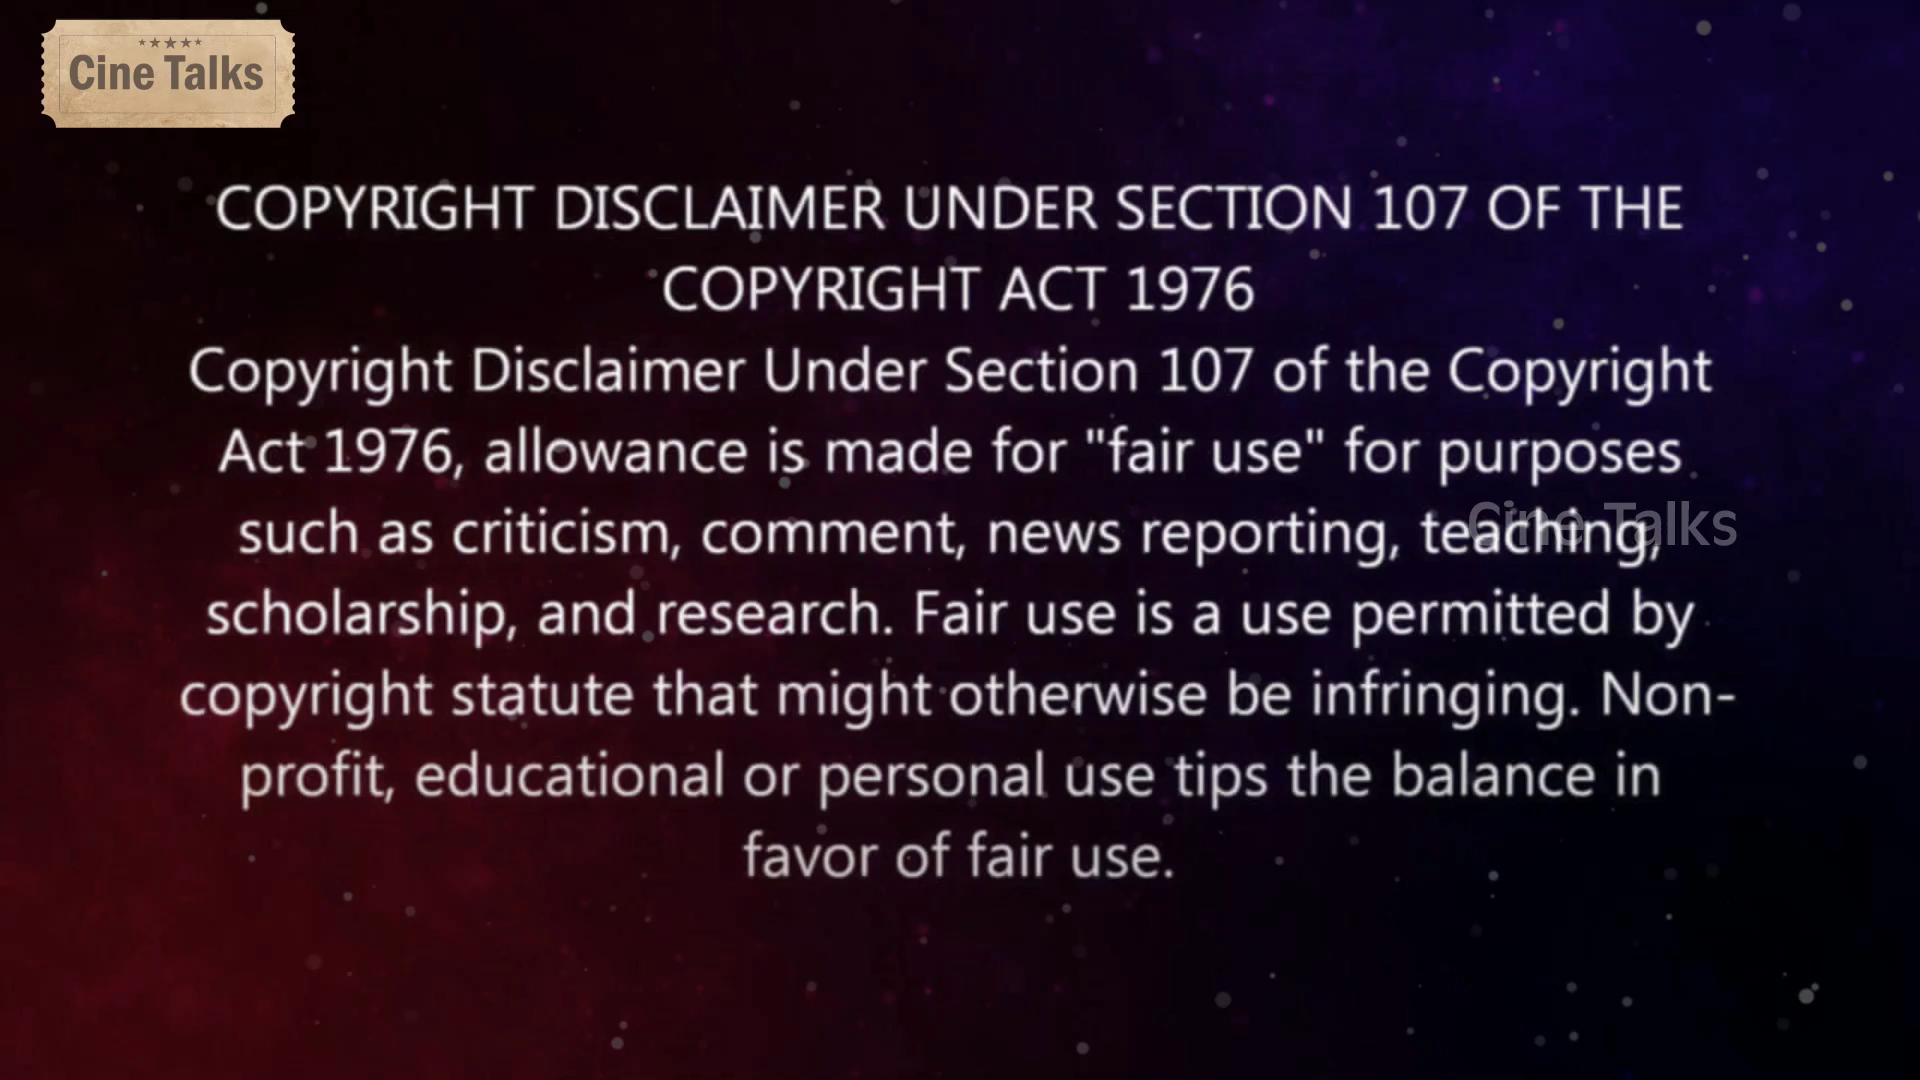 Cine Talks
COPYRIGHT DISCLAIMER UNDER SECTION 107 OF THE
COPYRIGHT ACT 1976
Copyright Disclaimer Under Section 107 of the Copyright
Act 1976, allowance is made for "fair use" for purposes
such as criticism, comment, news reporting, teaching,
Cine Talks
scholarship, and research. Fair use is a use permitted by
copyright statute that might otherwise be infringing. Non-
profit, educational or personal use tips the balance in
favor of fair use.